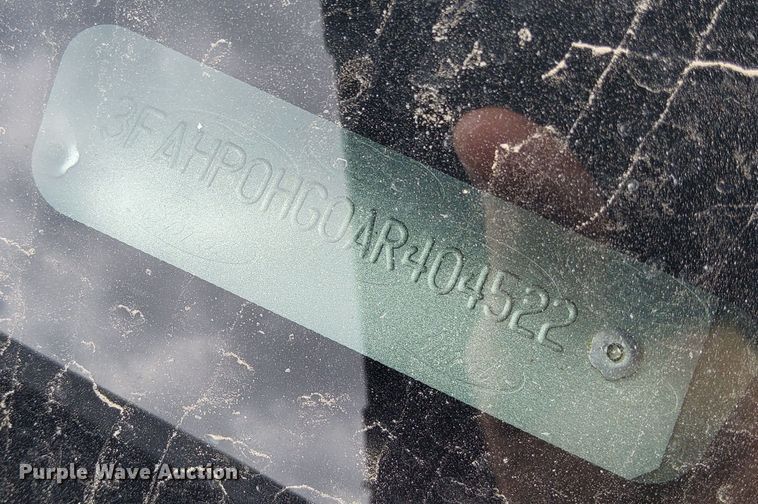 3FAHP0HG0AR404522
Purple Wave Auction